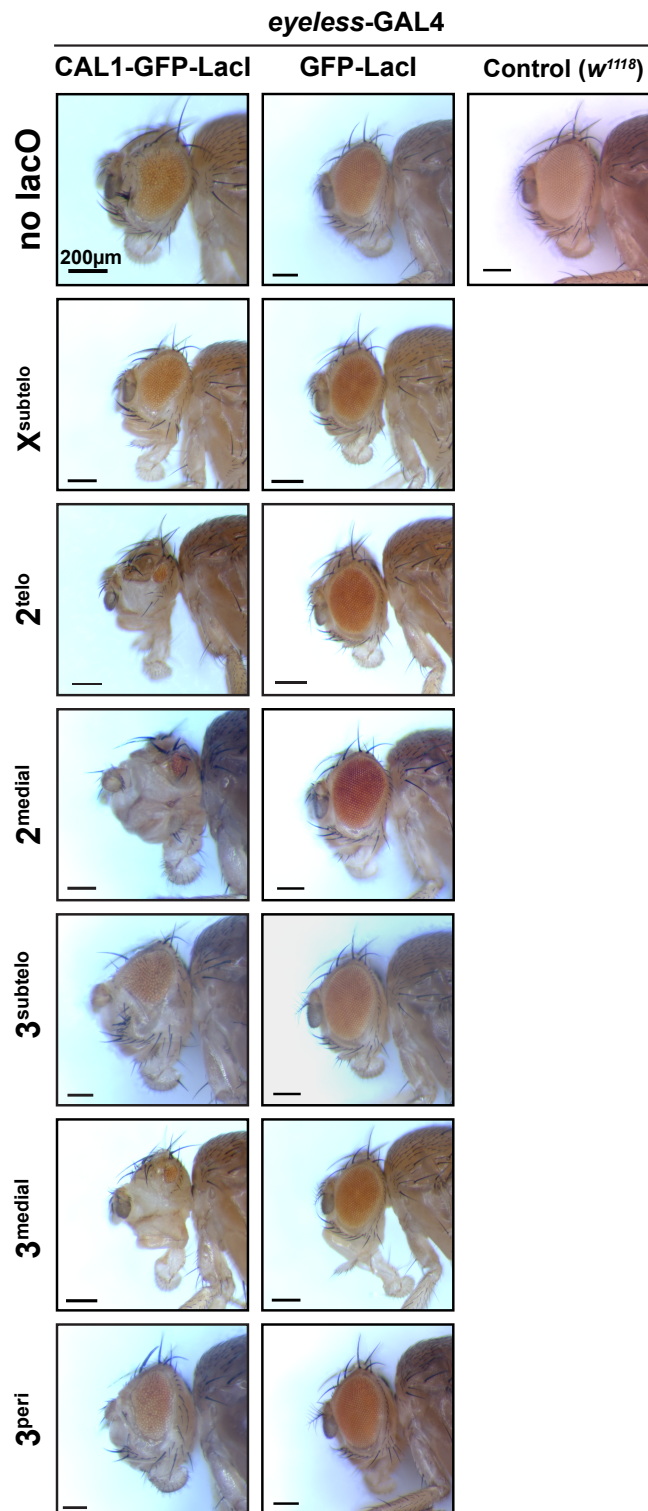 eyeless-GAL4
CAL1-GFP-LacI GFP-LacI Control (w1118)
no lacO
200µm
Xsubtelo
2telo
2medial
3subtelo
3medial
3peri